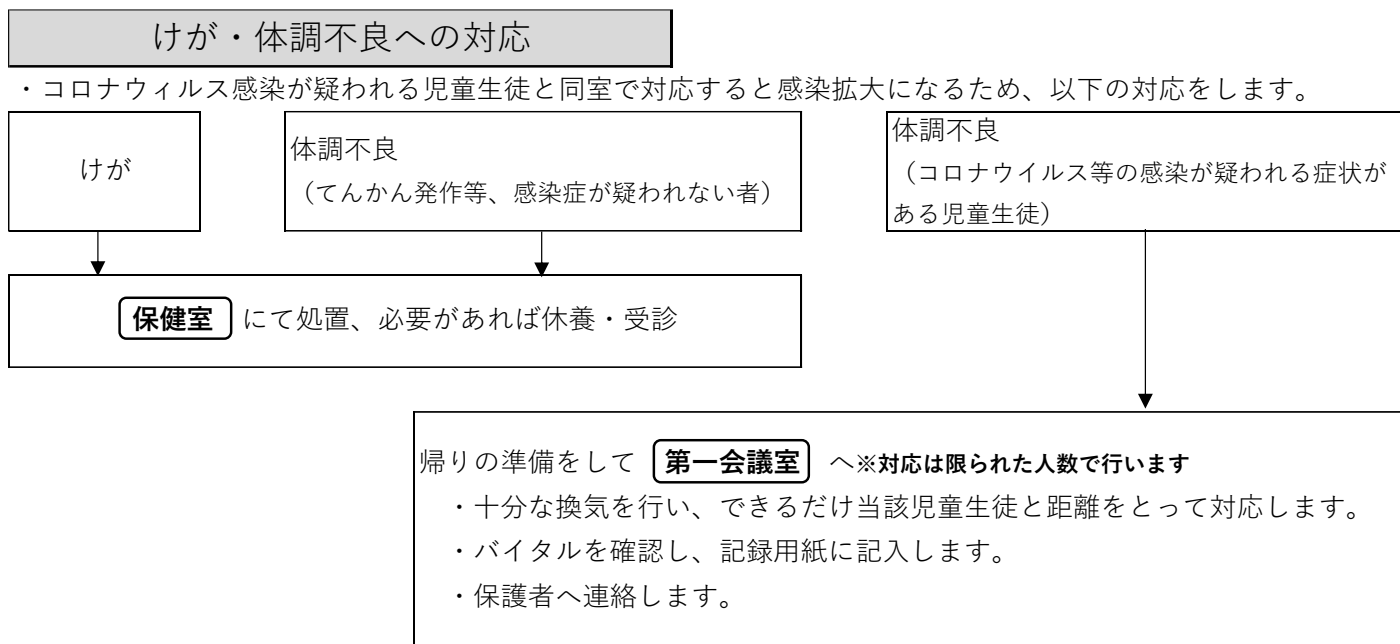 けが・体調不良への対応
・コロナウィルス感染が疑われる児童生徒と同室で対応すると感染拡大になるため、以下の対応をします。
けが
体調不良
（てんかん発作等、感染症が疑われない者）
体調不良
（コロナウイルス等の感染が疑われる症状が
ある児童生徒）
保健室 にて処置、必要があれば休養・受診
帰りの準備をして 第一会議室 へ※対応は限られた人数で行います
・十分な換気を行い、できるだけ当該児童生徒と距離をとって対応します。
・バイタルを確認し、記録用紙に記入します。
・保護者へ連絡します。